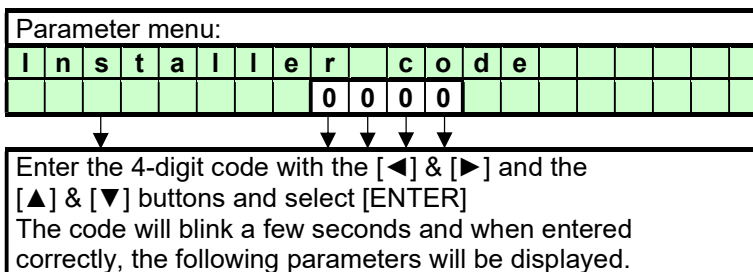 Parameter menu:
Installer code
0000
Enter the 4-digit code with the [◄] & [►] and the
[▲] & [▼] buttons and select [ENTER]
The code will blink a few seconds and when entered
correctly, the following parameters will be displayed.